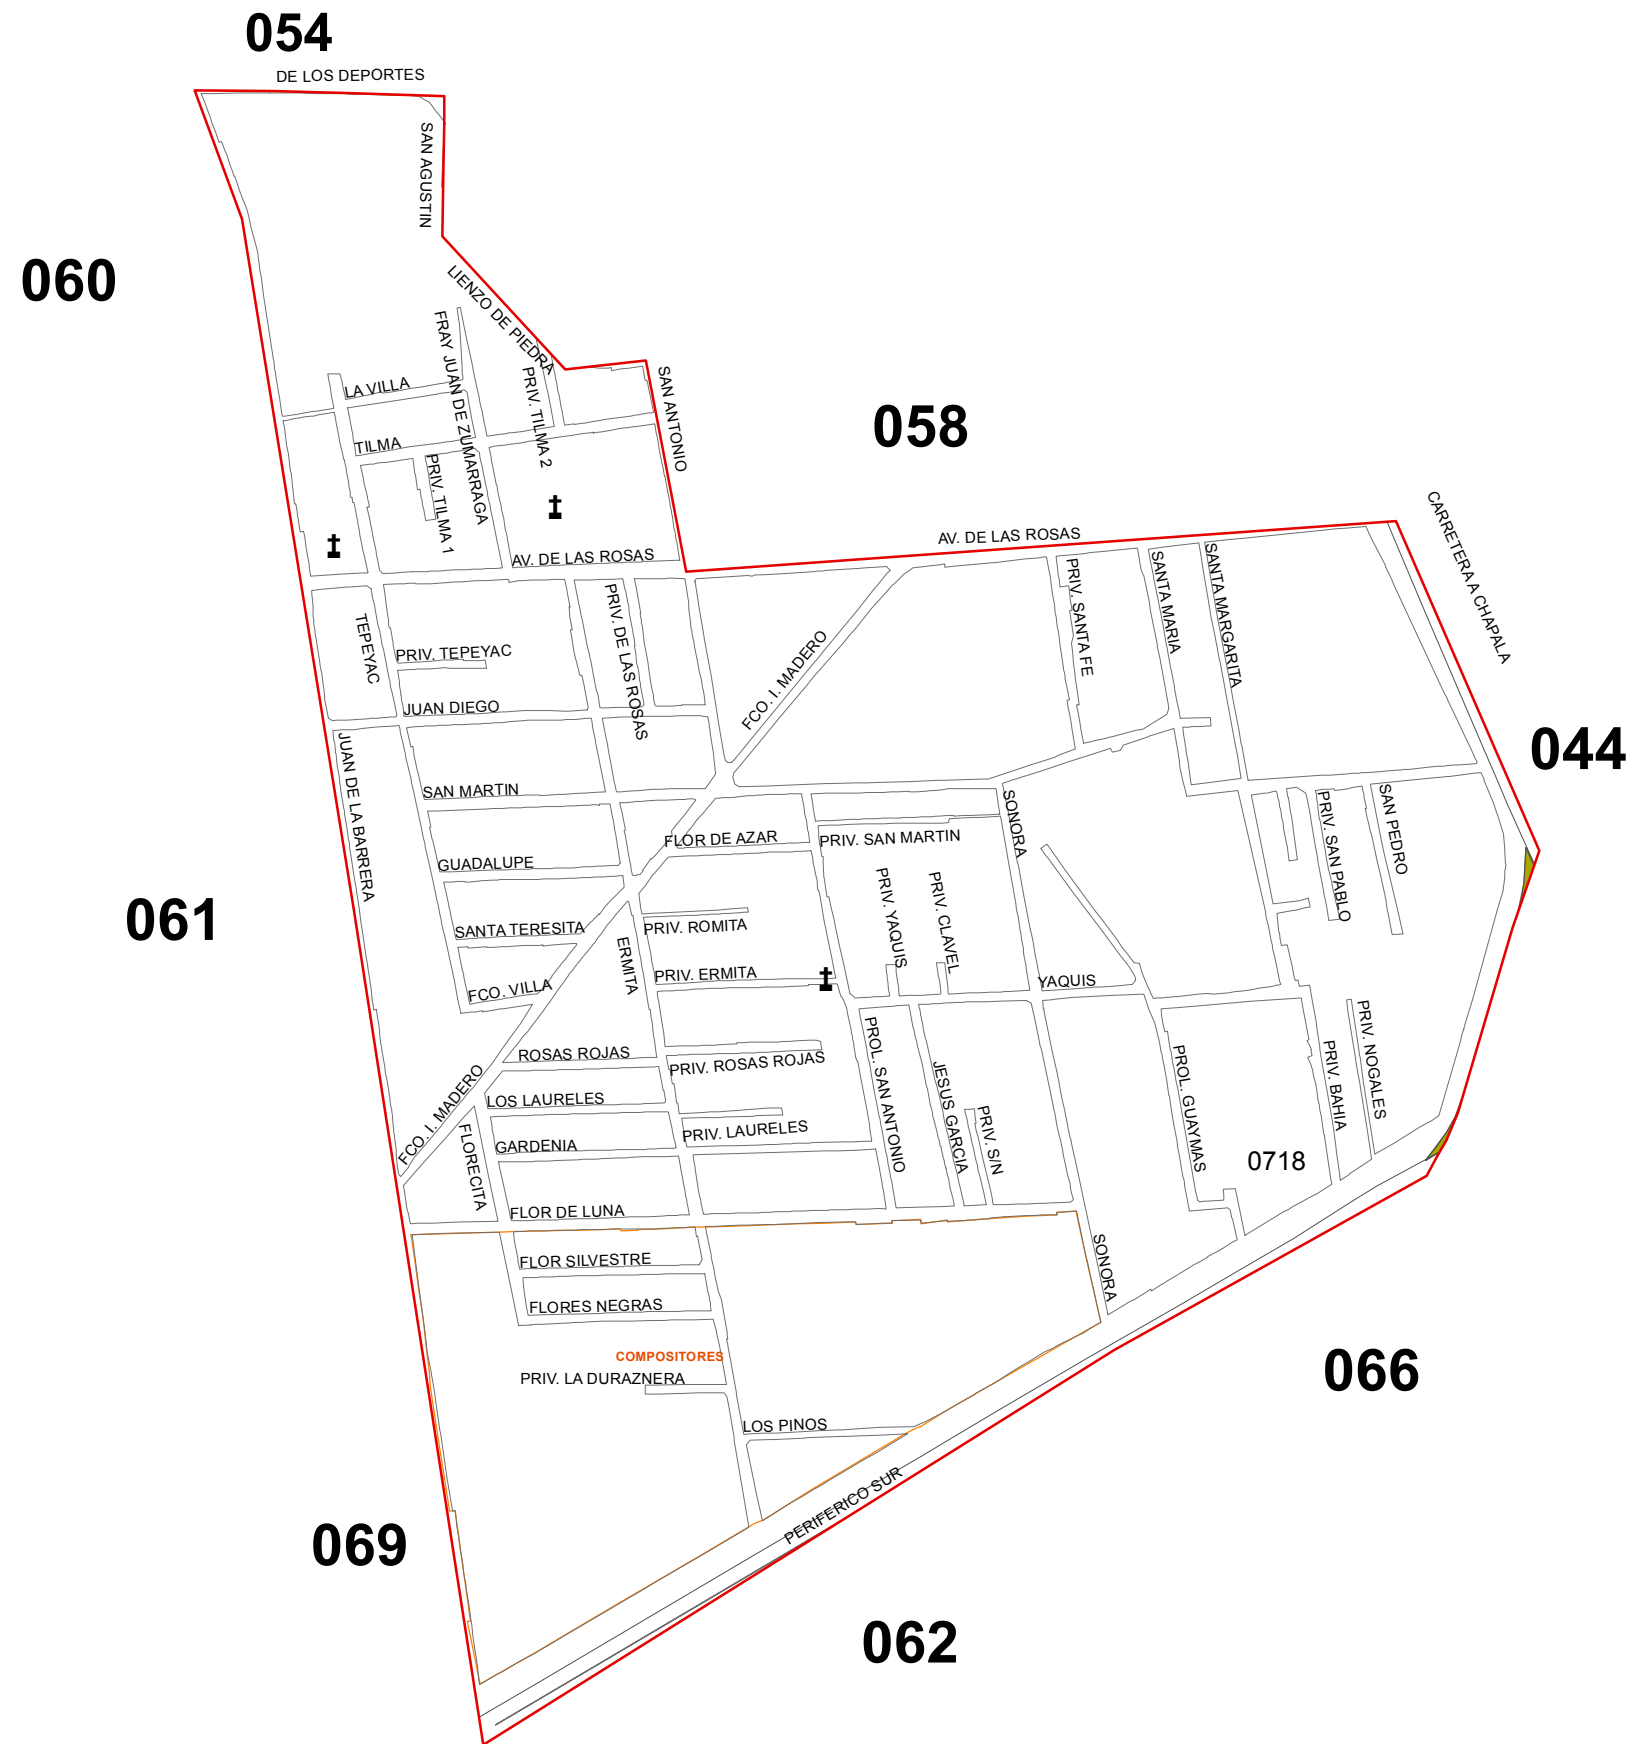 054
DE LOS DEPORTES
SAN AGUSTIN
060
LIENZO DE PIEDRA
FRAY JUAN DE ZUMARRAGA
LA VILLA
PRIV. TILMA 2
SAN ANTONIO
058
TILMA
PRIV. TILMA 1
AV. DE LAS ROSAS
AV. DE LAS ROSAS
CARRETERA A CHAPALA
PRIV. SANTA FE
SANTA MARIA
SANTA MARGARITA
TEPEYAC
PRIV. DE LAS ROSAS
PRIV. TEPEYAC
FCO. I. MADERO
JUAN DIEGO
044
JUAN DE LA BARRERA
SAN MARTIN
SONORA
PRIV. SAN PABLO
SAN PEDRO
FLOR DE AZAR
PRIV. SAN MARTIN
GUADALUPE
PRIV. YAQUIS
PRIV. CLAVEL
061
SANTA TERESITA
PRIV. ROMITA
ERMITA
PRIV. ERMITA
YAQUIS
FCO. VILLA
PROL. SAN ANTONIO
PRIV. NOGALES
PRIV. BAHIA
ROSAS ROJAS
PRIV. ROSAS ROJAS
JESUS GARCIA
PROL. GUAYMAS
FCO. I. MADERO
LOS LAURELES
PRIV. S/N
FLORECITA
GARDENIA
PRIV. LAURELES
0718
FLOR DE LUNA
SONORA
FLOR SILVESTRE
FLORES NEGRAS
COMPOSITORES
PRIV. LA DURAZNERA
066
LOS PINOS
PERIFERICO SUR
069
062